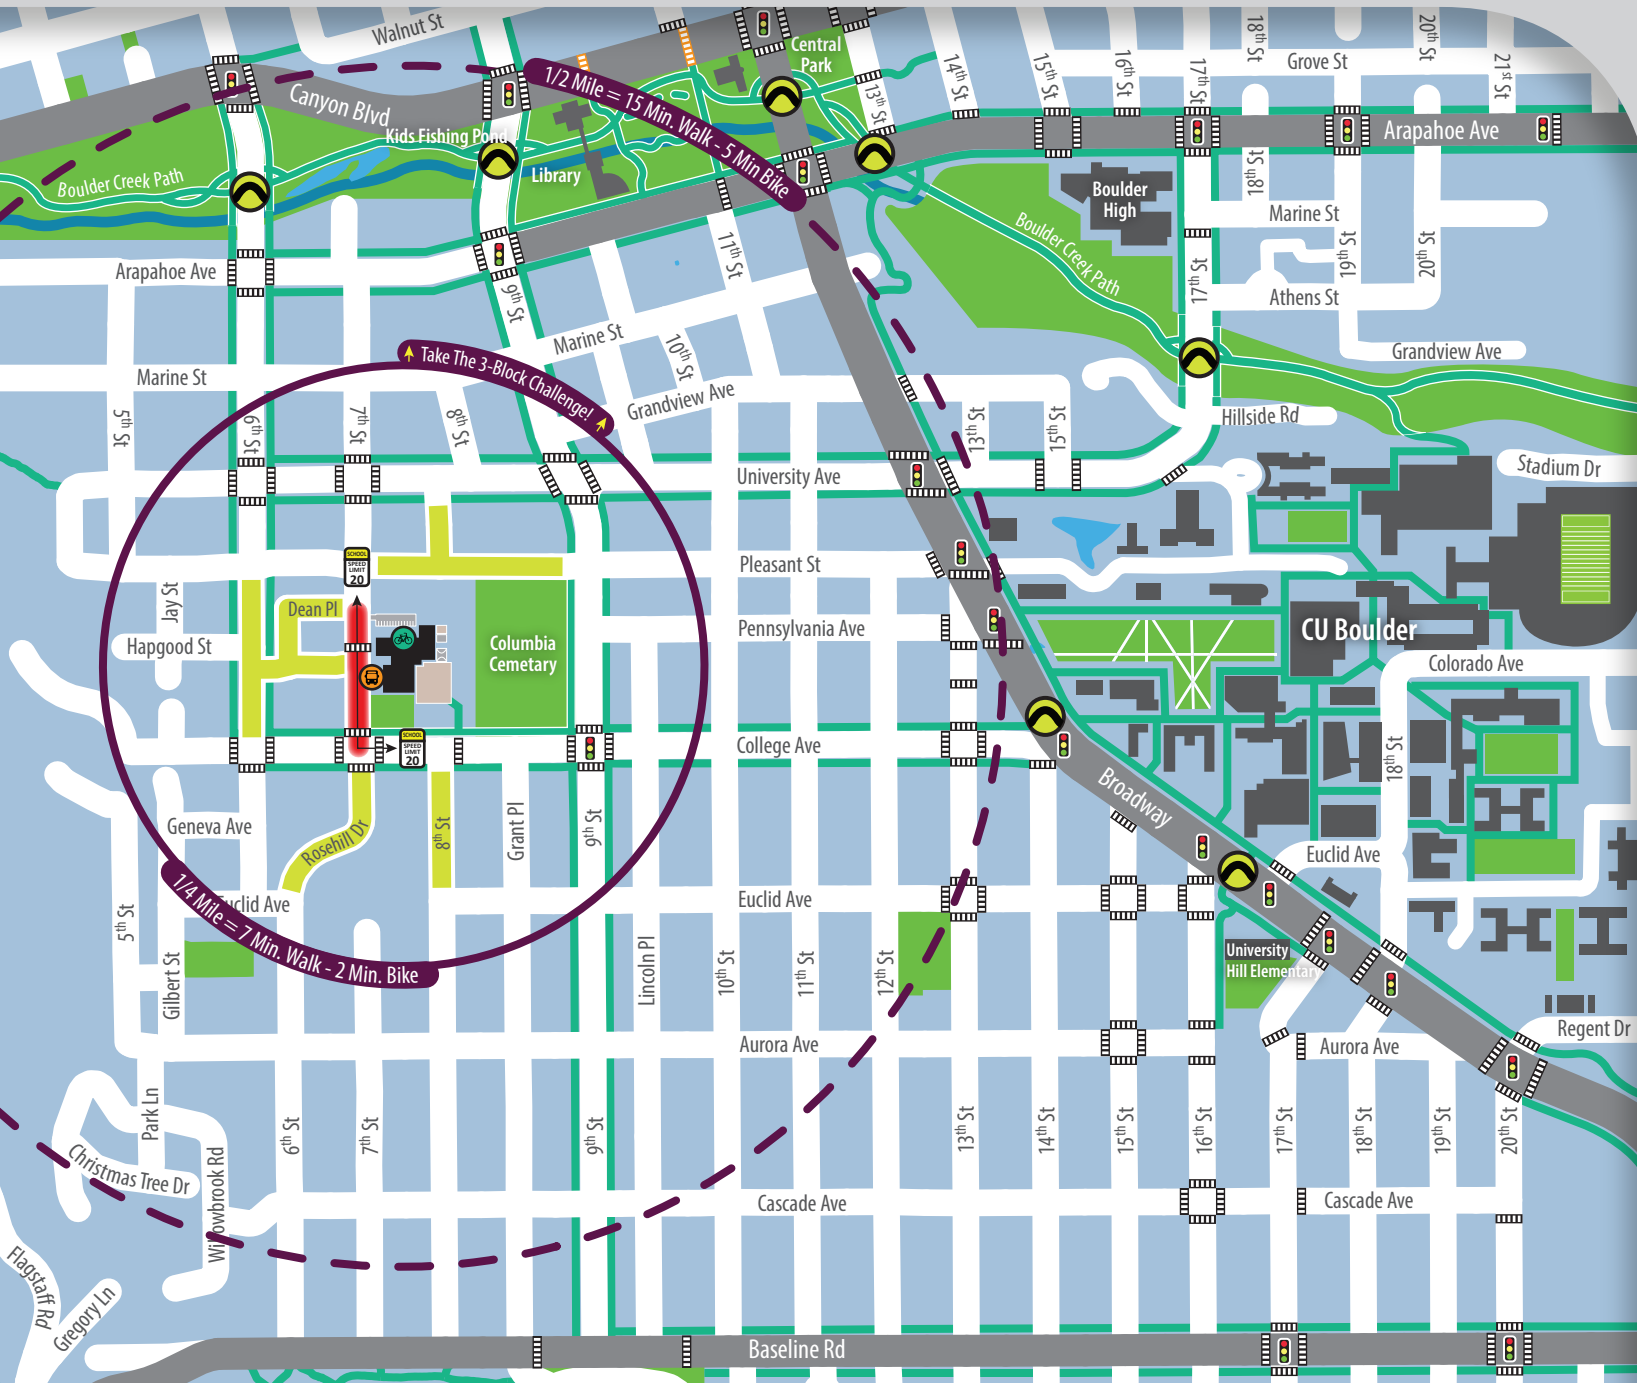 Walnut St
Canyon Blvd
Kids Fishing Pond
Boulder Creek Path
Library
1/2 Mile = 15 Min. Walk - 5 Min Bike
Central
Park
13th St
14th St
15th St
16th St
17th St
18th St
Grove St
20th St
21st St
Arapahoe Ave
Boulder
High
18th St
Marine St
19th St
20th St
Boulder Creek Path
17th St
Athens St
Grandview Ave
Hillside Rd
Arapahoe Ave
9th St
11th St
Marine St
10th St
Grandview Ave
Marine St
5th St
6th St
7th St
8th St
Take The 3-Block Challenge!
13th St
15th St
University Ave
Stadium Dr
Pleasant St
SCHOOL
SPEED
LIMIT
20
Jay St
Dean Pl
Hapgood St
Columbia
Cemetary
Pennsylvania Ave
CU Boulder
Colorado Ave
SCHOOL
SPEED
LIMIT
20
College Ave
18th St
Broadway
Geneva Ave
Rosehill Dr
8th St
Grant Pl
9th St
Euclid Ave
Euclid Ave
Euclid Ave
1/4 Mile = 7 Min. Walk - 2 Min. Bike
5th St
Gilbert St
Lincoln Pl
10th St
11th St
12th St
University
Hill Elementary
Regent Dr
Aurora Ave
Aurora Ave
Park Ln
Christmas Tree Dr
Willowbrook Rd
6th St
7th St
9th St
13th St
14th St
15th St
16th St
17th St
18th St
19th St
20th St
Cascade Ave
Cascade Ave
Flagstaff Rd
Gregory Ln
Baseline Rd